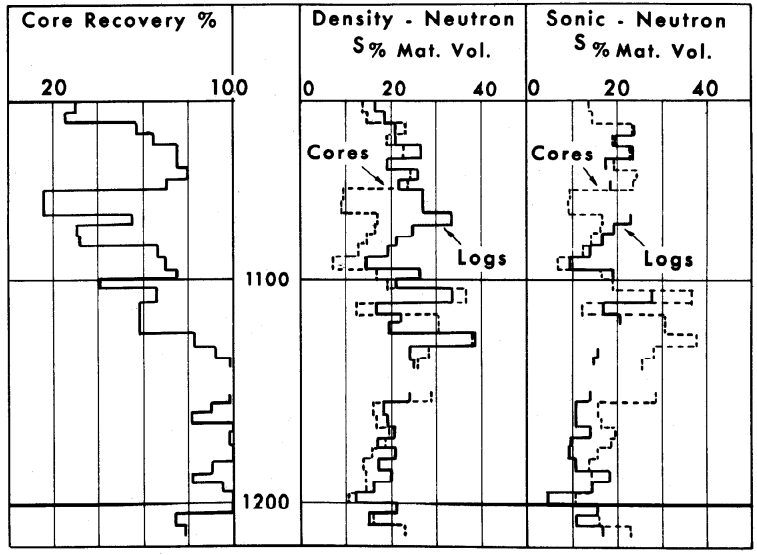 Core Recovery %
Density - Neutron
S% Mat. Vol.
Sonic - Neutron
S% Mat. Vol.
20
100
0
20
40
0
20
40
Cores
Cores
Logs
Logs
1100
1200